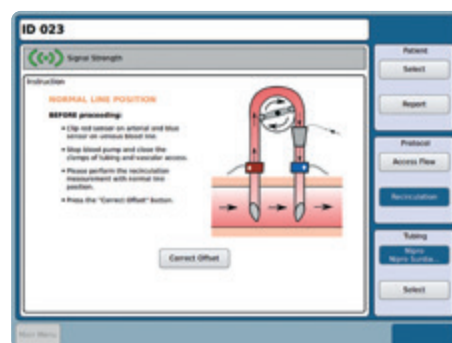 ID 023
Signal Strength
Instruction
NORMAL LINE POSITION
BEFORE proceeding:
• Clip red sensor on arterial and blue
sensor on venous blood line.
• Stop blood pump and close the
clamps of tubing and vascular access.
• Please perform the recirculation
measurement with normal line
position.
• Press the "Correct Offset" button.
Correct Offset
Patient
Select
Report
Protocol
Access Flow
Recirculation
Tubing
Nipro
Nipro Sunba...
Select
Main Menu